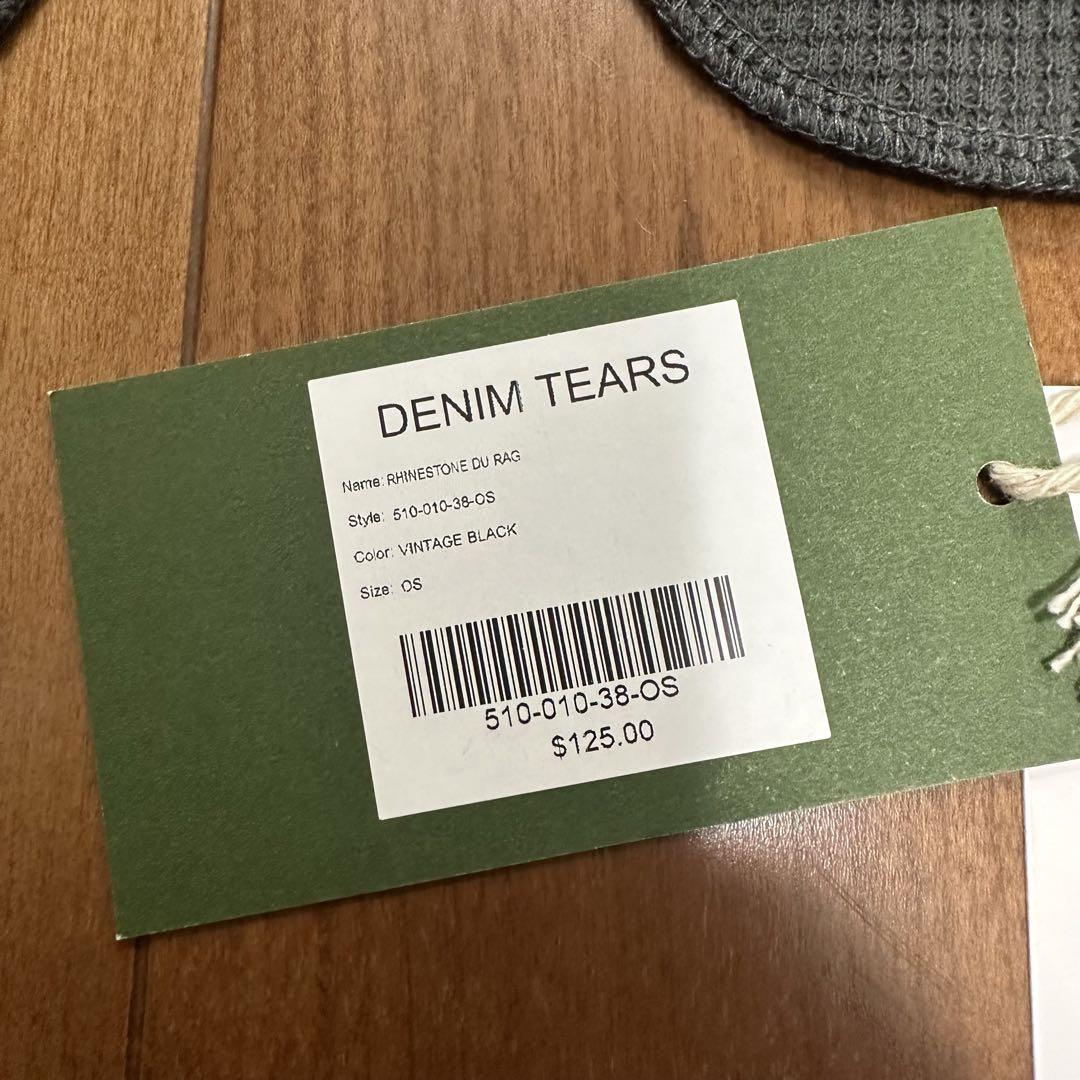 DENIM TEARS
Name: RHINESTONE DU RAG
Style: 510-010-38-OS
Color: VINTAGE BLACK
Size: OS
510-010-38-OS
$125.00